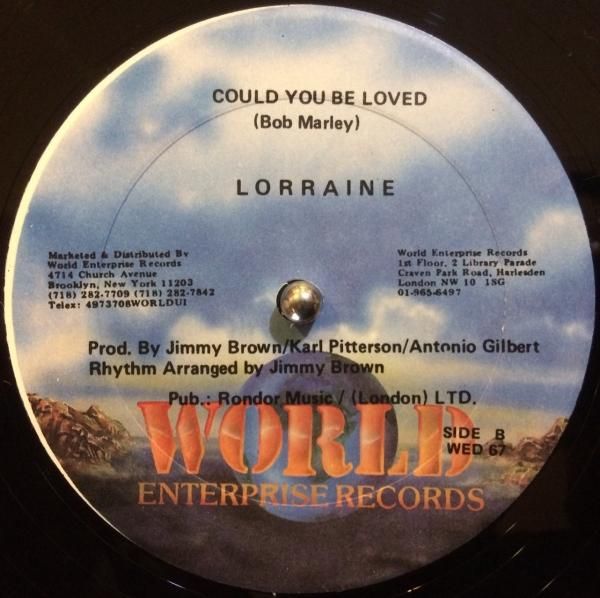 COULD YOU BE LOVED
(Bob Marley)
LORRAINE
Marketed & Distributed By
World Enterprise Records
4714 Church Avenue
Brooklyn, New York 11203
(718) 282-7709 (718) 282-7842
Telex: 4973708WORLDUI
World Enterprise Records
1st Floor, 2 Library Parade
Craven Park Road, Harlesden
London NW 10 1SG
01-965-6497
Prod. By Jimmy Brown/Karl Pitterson/Antonio Gilbert
Rhythm Arranged by Jimmy Brown
Pub.: Rondor Music / (London) LTD.
WORLD
SIDE B
WED 67
ENTERPRISE RECORDS